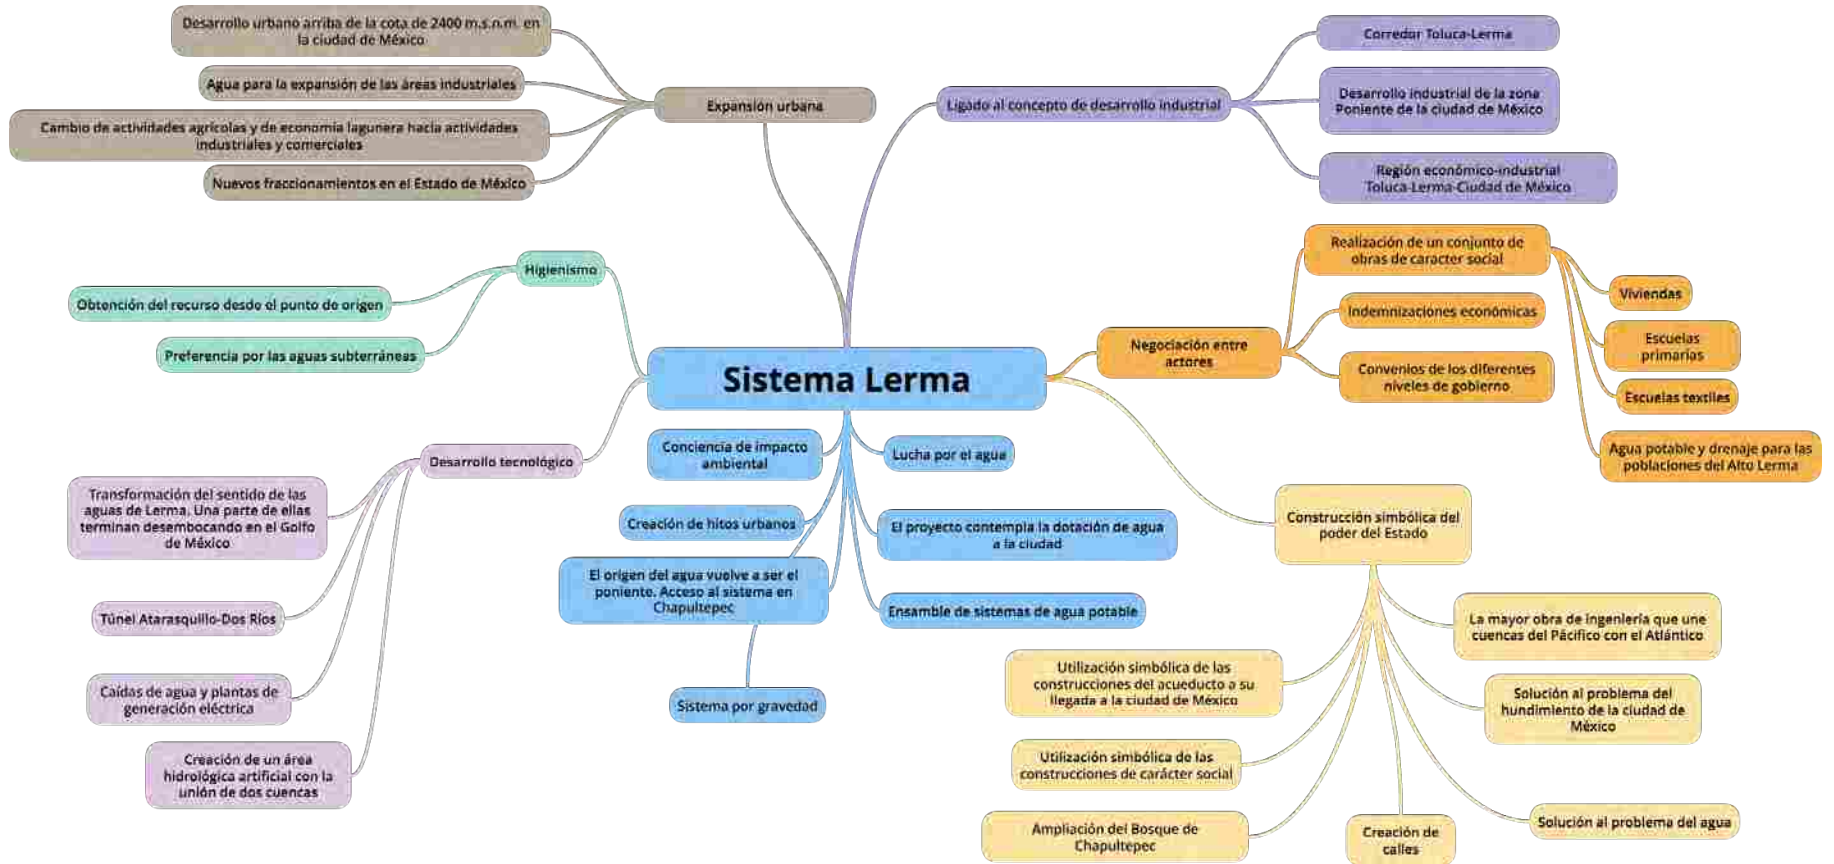 Desarrollo urbano arriba de la cota de 2400 m.s.n.m. en
la ciudad de México
Agua para la expansión de las áreas industriales
Cambio de actividades agrícolas y de economía lagunera hacia actividades
industriales y comerciales
Nuevos fraccionamientos en el Estado de México
Expansión urbana
Ligado al concepto de desarrollo industrial
Corredor Toluca-Lerma
Desarrollo industrial de la zona
Poniente de la ciudad de México
Región económico-industrial
Toluca-Lerma-Ciudad de México
Higienismo
Obtención del recurso desde el punto de origen
Preferencia por las aguas subterráneas
Sistema Lerma
Negociación entre
actores
Realización de un conjunto de
obras de caracter social
Indemnizaciones económicas
Convenios de los diferentes
niveles de gobierno
Viviendas
Escuelas
primarias
Escuelas textiles
Agua potable y drenaje para las
poblaciones del Alto Lerma
Desarrollo tecnológico
Transformación del sentido de las
aguas de Lerma. Una parte de ellas
terminan desembocando en el Golfo
de México
Túnel Atarasquillo-Dos Ríos
Caídas de agua y plantas de
generación eléctrica
Creación de un área
hidrológica artificial con la
unión de dos cuencas
Conciencia de impacto
ambiental
Lucha por el agua
Creación de hitos urbanos
El proyecto contempla la dotación de agua
a la ciudad
El origen del agua vuelve a ser el
poniente. Acceso al sistema en
Chapultepec
Ensamble de sistemas de agua potable
Sistema por gravedad
Construcción simbólica del
poder del Estado
La mayor obra de ingeniería que une
cuencas del Pácifico con el Atlántico
Utilización simbólica de las
construcciones del acueducto a su
llegada a la ciudad de México
Solución al problema del
hundimiento de la ciudad de
México
Utilización simbólica de las
construcciones de carácter social
Ampliación del Bosque de
Chapultepec
Creación de
calles
Solución al problema del agua